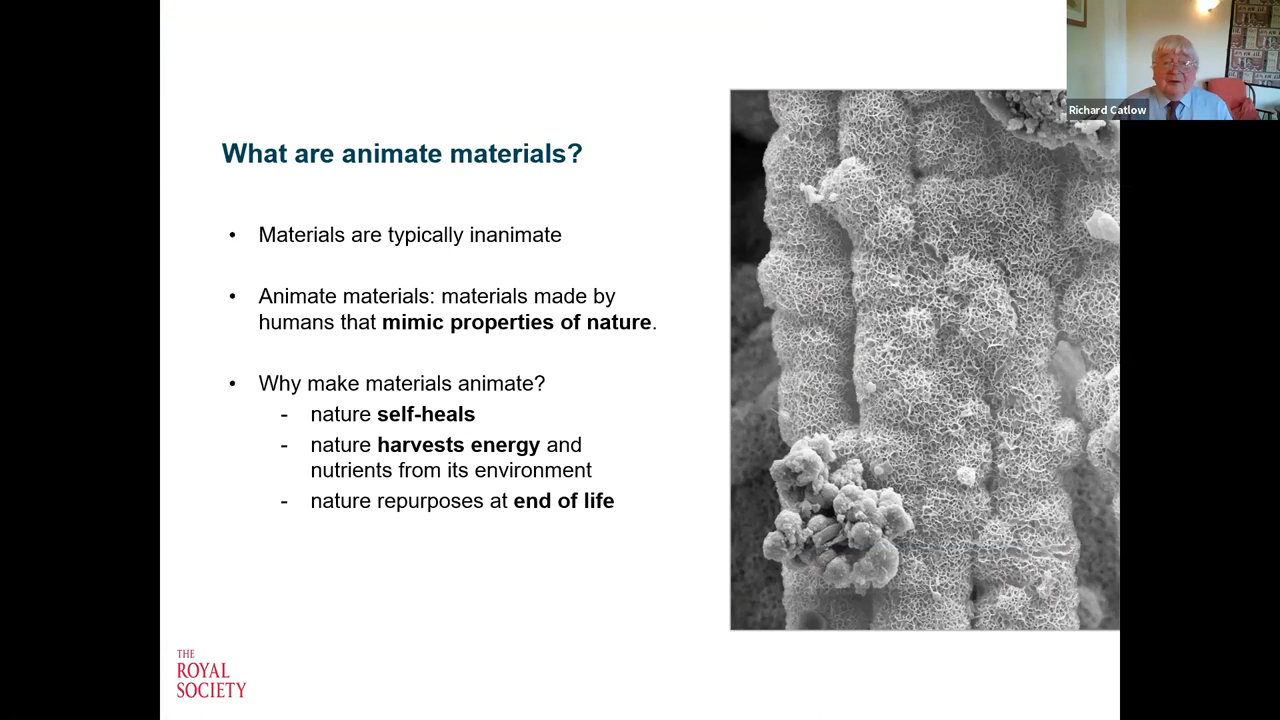 Richard Catlow
What are animate materials?
• Materials are typically inanimate
• Animate materials: materials made by
humans that mimic properties of nature.
• Why make materials animate?
- nature self-heals
- nature harvests energy and
nutrients from its environment
- nature repurposes at end of life
THE
ROYAL
SOCIETY